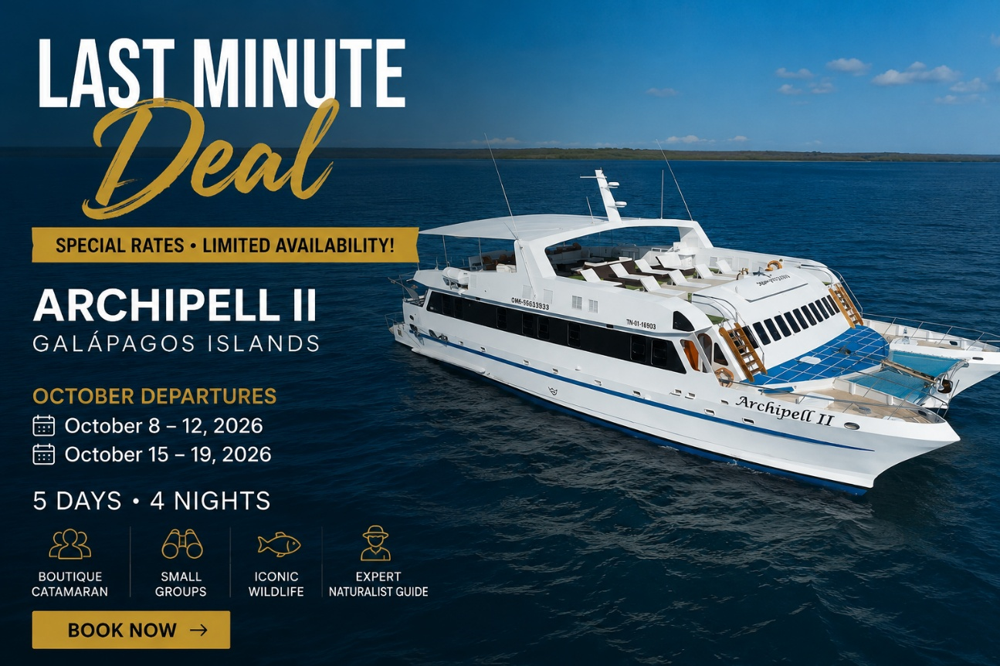 LAST MINUTE
Deal
SPECIAL RATES • LIMITED AVAILABILITY!
ARCHIPELL II
GALÁPAGOS ISLANDS
OCTOBER DEPARTURES
October 8 – 12, 2026
October 15 – 19, 2026
5 DAYS • 4 NIGHTS
BOUTIQUE
CATAMARAN
SMALL
GROUPS
ICONIC
WILDLIFE
EXPERT
NATURALIST GUIDE
BOOK NOW →
TN-01-16903
Archipell II